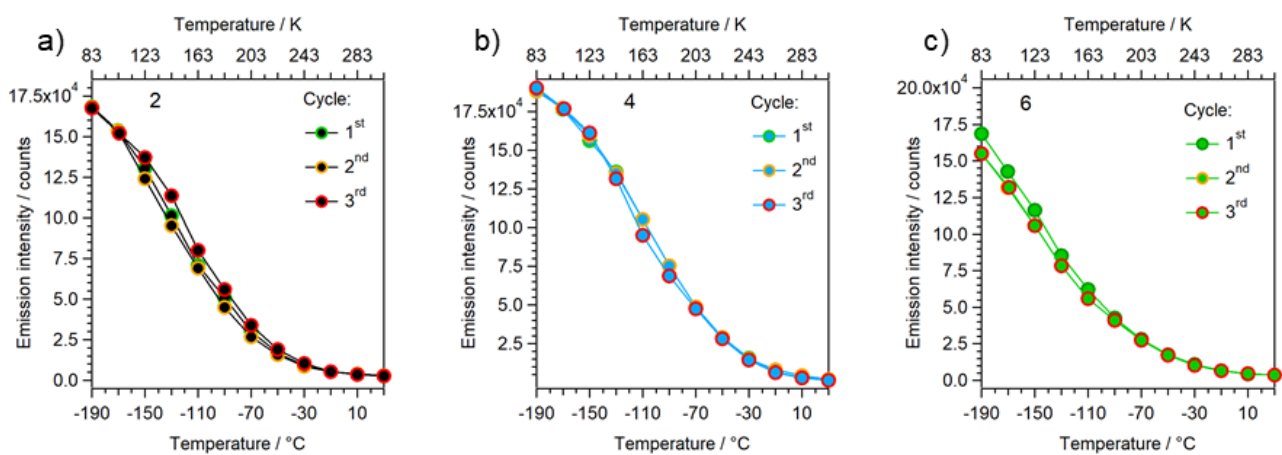 a)
Temperature / K
83 123 163 203 243 283
17.5x10⁴
15.0
12.5
10.0
7.5
5.0
2.5
0.0
Emission intensity / counts
2
Cycle:
1st
2nd
3rd
-190 -150 -110 -70 -30 10
Temperature / °C
b)
Temperature / K
83 123 163 203 243 283
17.5x10⁴
15.0
12.5
10.0
7.5
5.0
2.5
Emission intensity / counts
4
Cycle:
1st
2nd
3rd
-190 -150 -110 -70 -30 10
Temperature / °C
c)
Temperature / K
83 123 163 203 243 283
20.0x10⁴
17.5
15.0
12.5
10.0
7.5
5.0
2.5
0.0
Emission intensity / counts
6
Cycle:
1st
2nd
3rd
-190 -150 -110 -70 -30 10
Temperature / °C